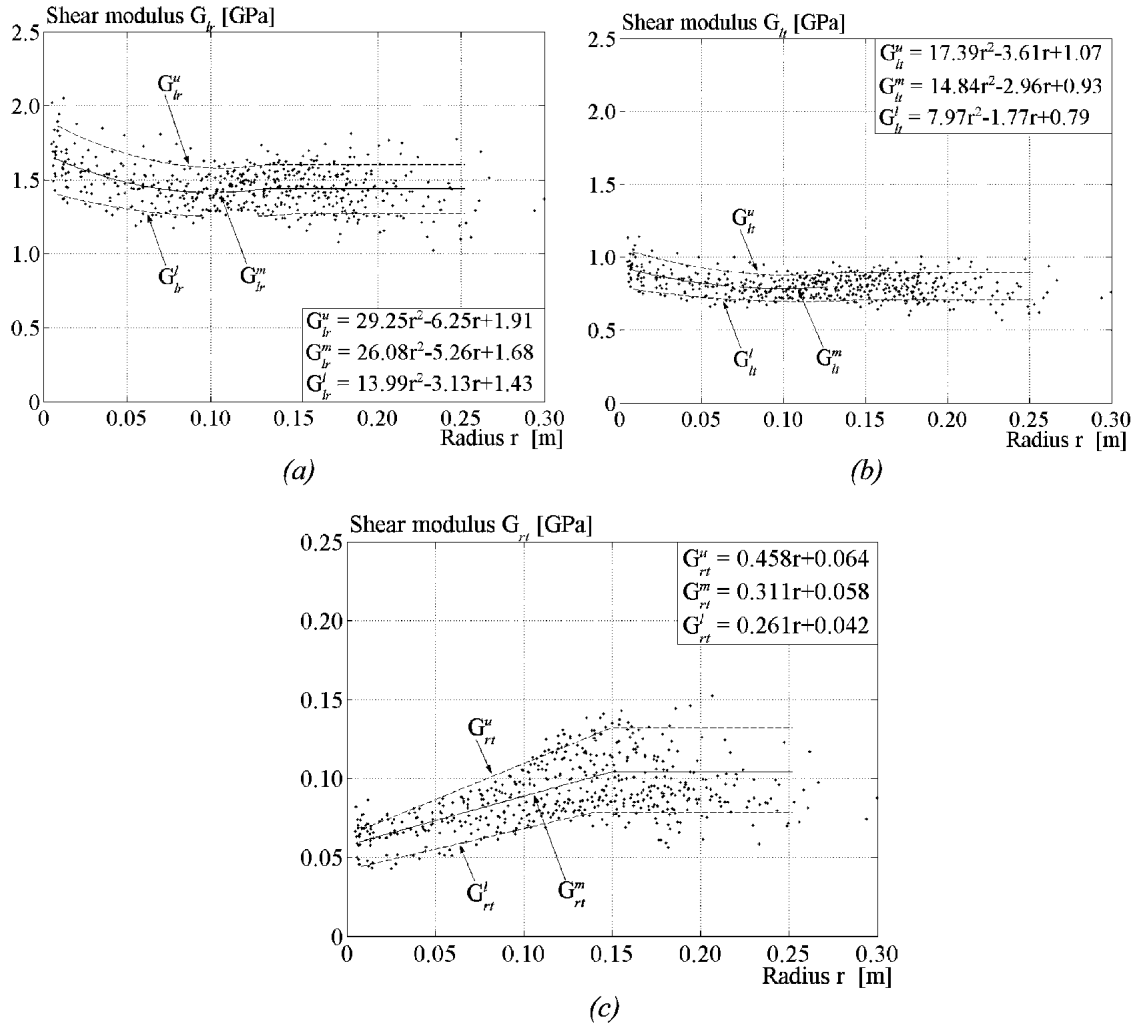 Shear modulus G_lr [GPa]
2.5
2.0
1.5
1.0
0.5
0
G^u_lr
G^l_lr
G^m_lr
G^u_lr = 29.25r²-6.25r+1.91
G^m_lr = 26.08r²-5.26r+1.68
G^l_lr = 13.99r²-3.13r+1.43
0 0.05 0.10 0.15 0.20 0.25 0.30
Radius r [m]
(a)
Shear modulus G_lt [GPa]
2.5
2.0
1.5
1.0
0.5
0
G^u_lt = 17.39r²-3.61r+1.07
G^m_lt = 14.84r²-2.96r+0.93
G^l_lt = 7.97r²-1.77r+0.79
G^u_lt
G^l_lt
G^m_lt
0 0.05 0.10 0.15 0.20 0.25 0.30
Radius r [m]
(b)
Shear modulus G_rt [GPa]
0.25
0.20
0.15
0.10
0.05
0
G^u_rt = 0.458r+0.064
G^m_rt = 0.311r+0.058
G^l_rt = 0.261r+0.042
G^u_rt
G^l_rt
G^m_rt
0 0.05 0.10 0.15 0.20 0.25 0.30
Radius r [m]
(c)